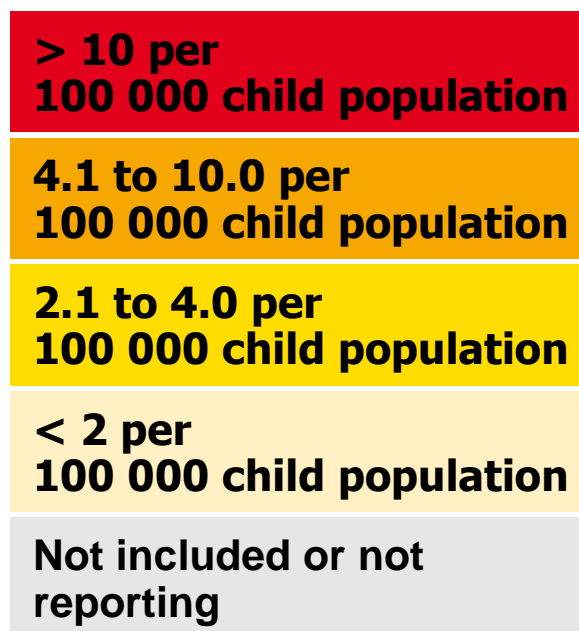 > 10 per
100 000 child population
4.1 to 10.0 per
100 000 child population
2.1 to 4.0 per
100 000 child population
< 2 per
100 000 child population
Not included or not
reporting